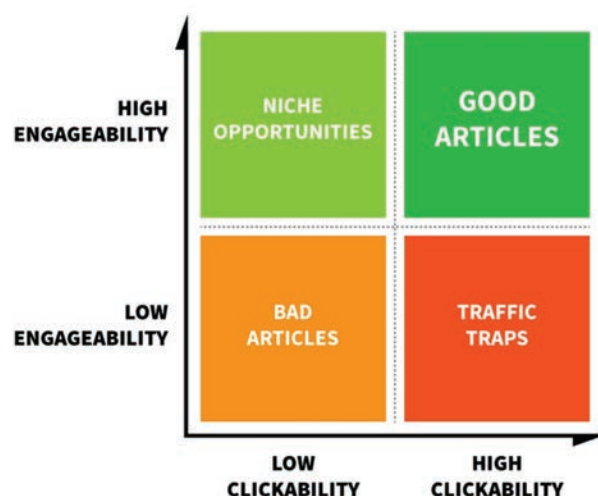 HIGH
ENGAGEABILITY
NICHE
OPPORTUNITIES
GOOD
ARTICLES
LOW
ENGAGEABILITY
BAD
ARTICLES
TRAFFIC
TRAPS
LOW
CLICKABILITY
HIGH
CLICKABILITY